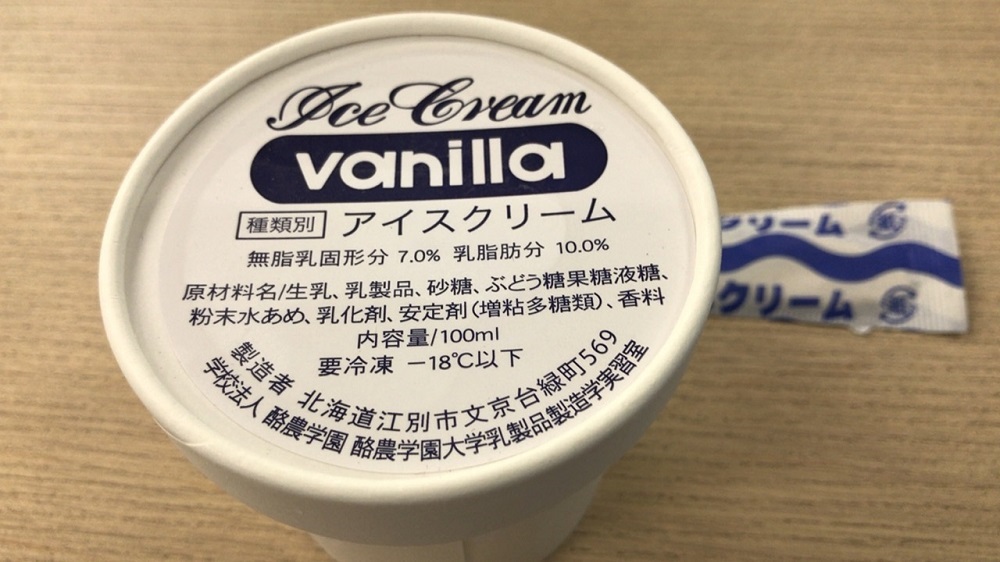 Ice Cream
vanilla
種類別 アイスクリーム
無脂乳固形分 7.0% 乳脂肪分 10.0%
原材料名/生乳、乳製品、砂糖、ぶどう糖果糖液糖、
粉末水あめ、乳化剤、安定剤(増粘多糖類)、香料
内容量/100ml
要冷凍 −18℃以下
製造者 北海道江別市文京台緑町569
学校法人 酪農学園 酪農学園大学乳製品製造学実習室
クリーム
クリーム